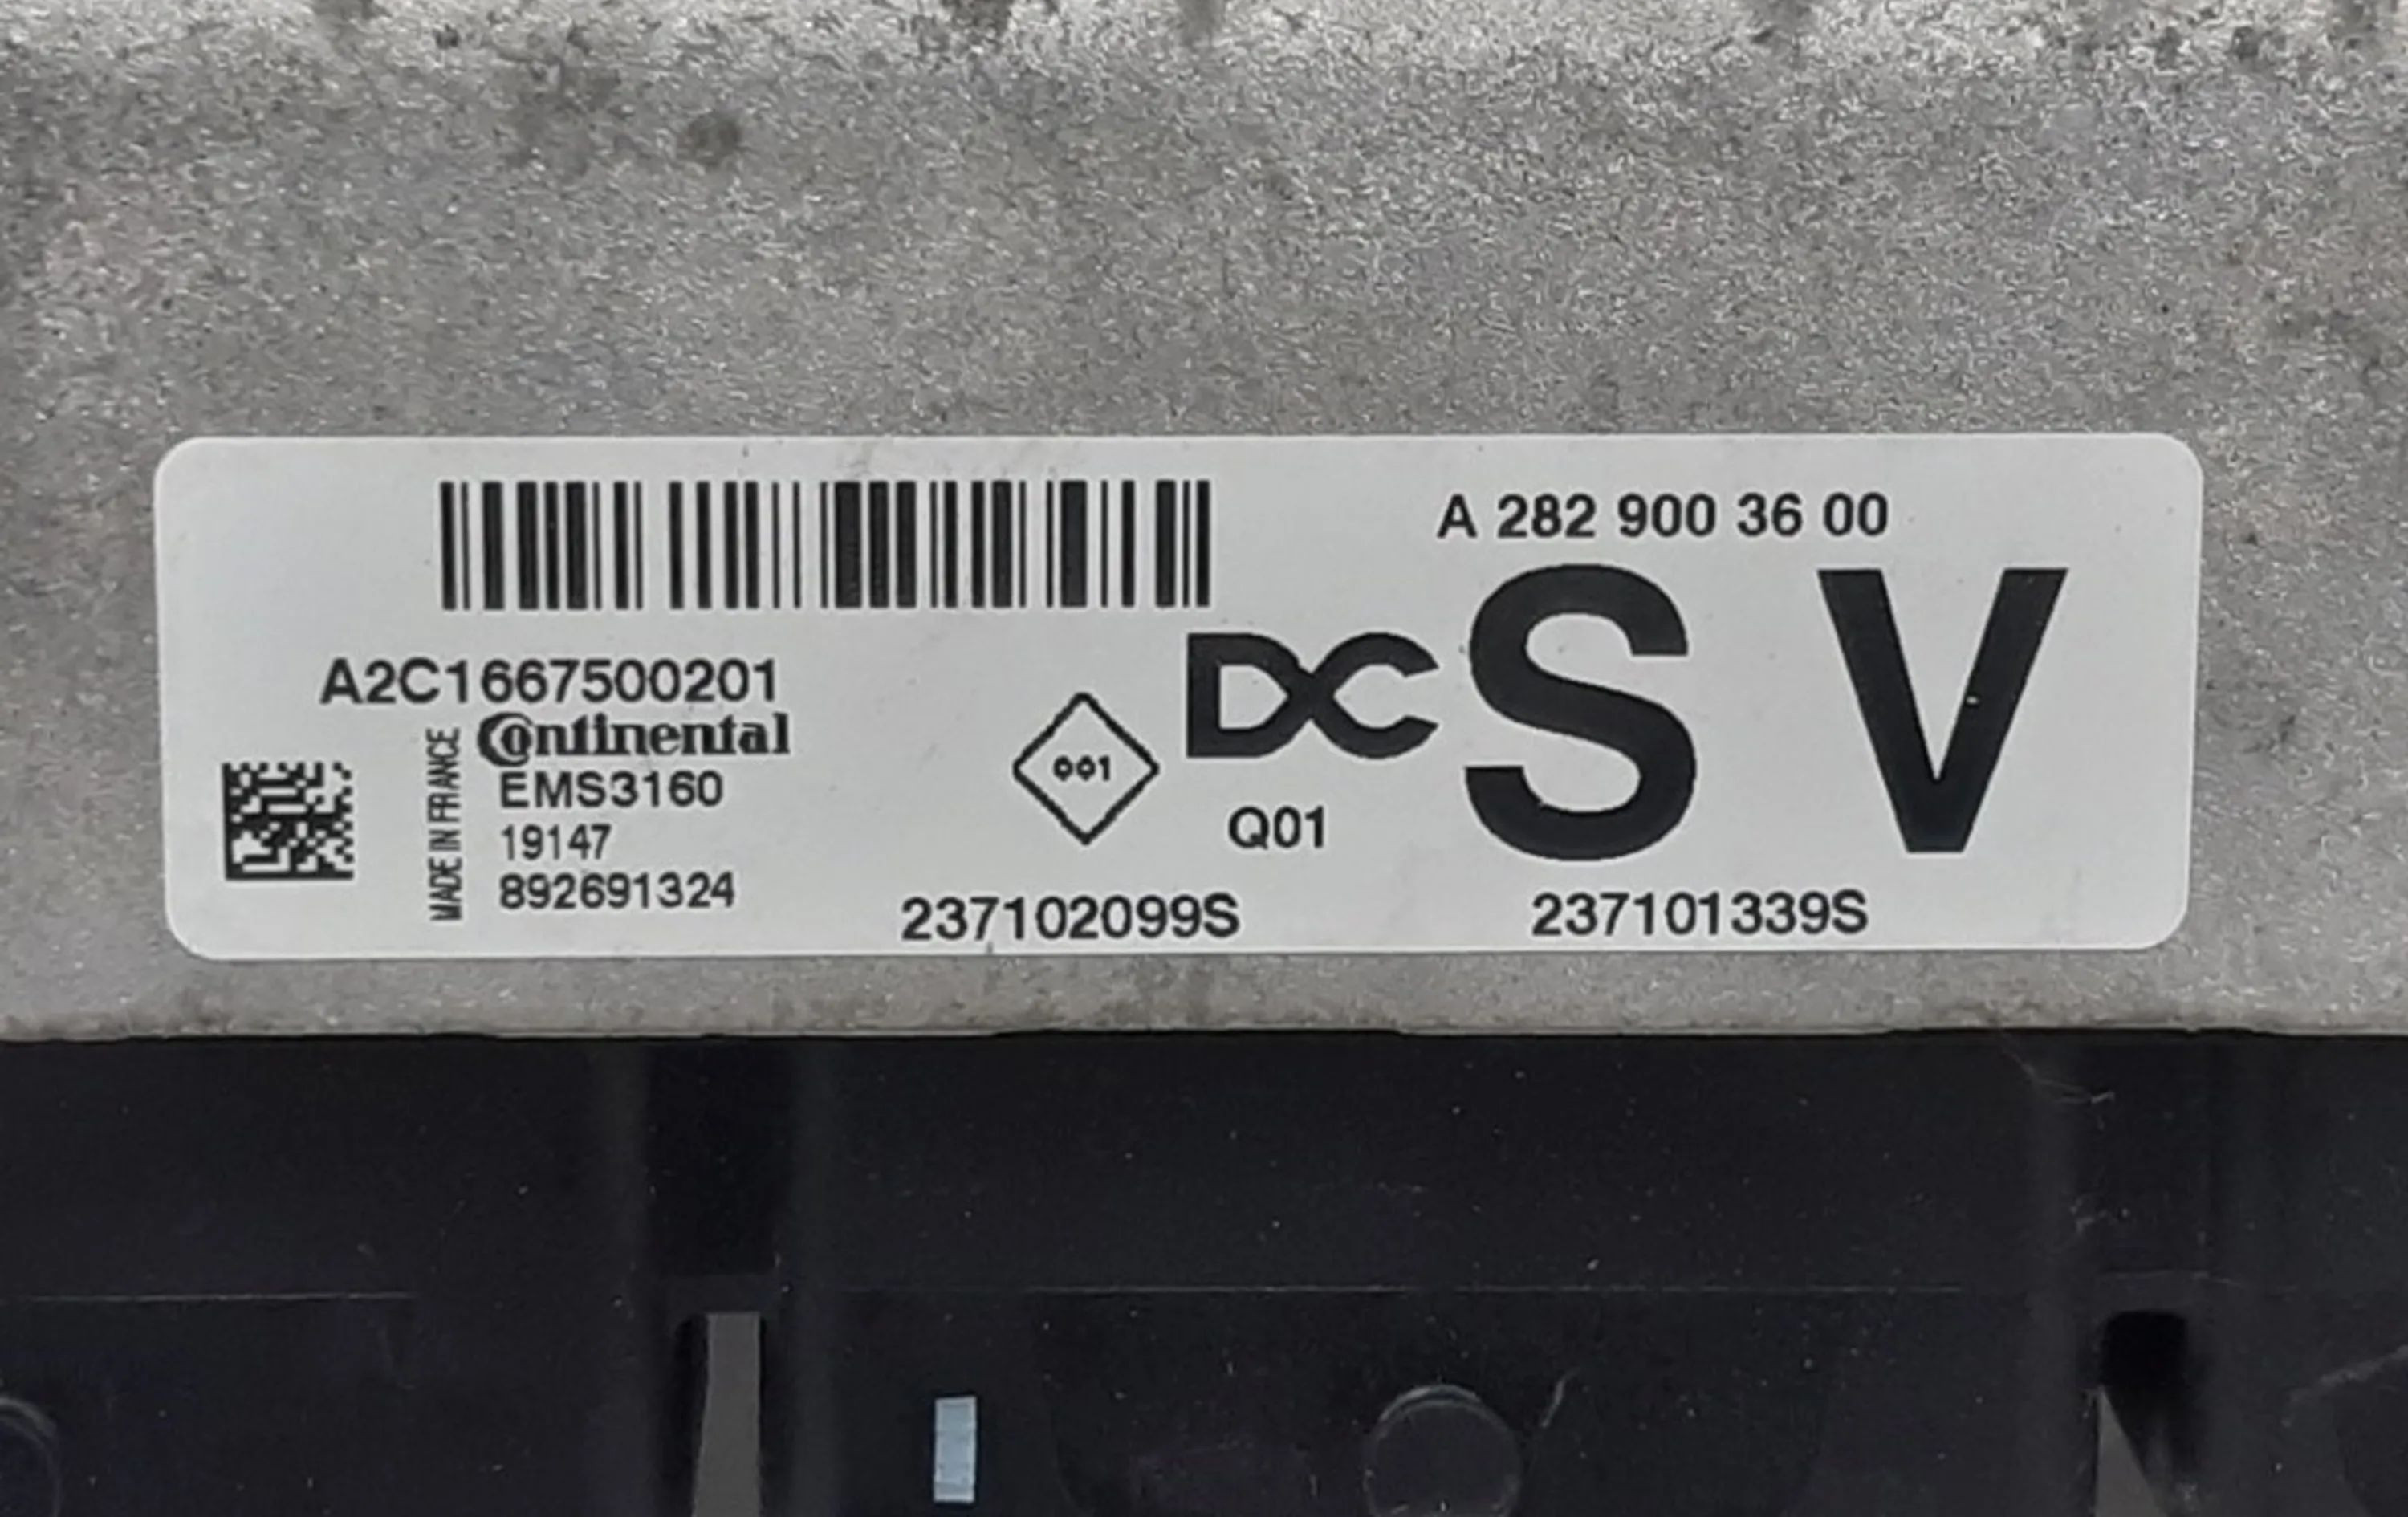 A 282 900 36 00
A2C1667500201
DC
S V
Continental
MADE IN FRANCE
EMS3160
001
Q01
19147
892691324
237102099S
237101339S